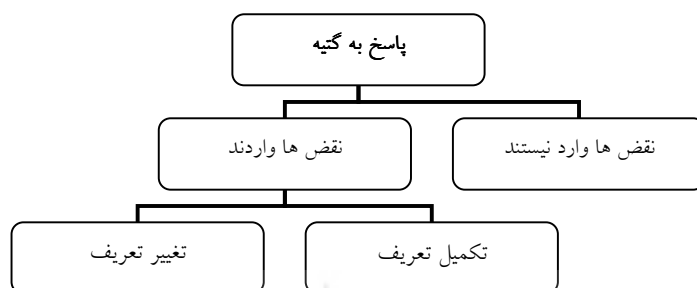 پاسخ به گتیه
نقض ها وارد نیستند
نقض ها واردند
تکمیل تعریف
تغییر تعریف